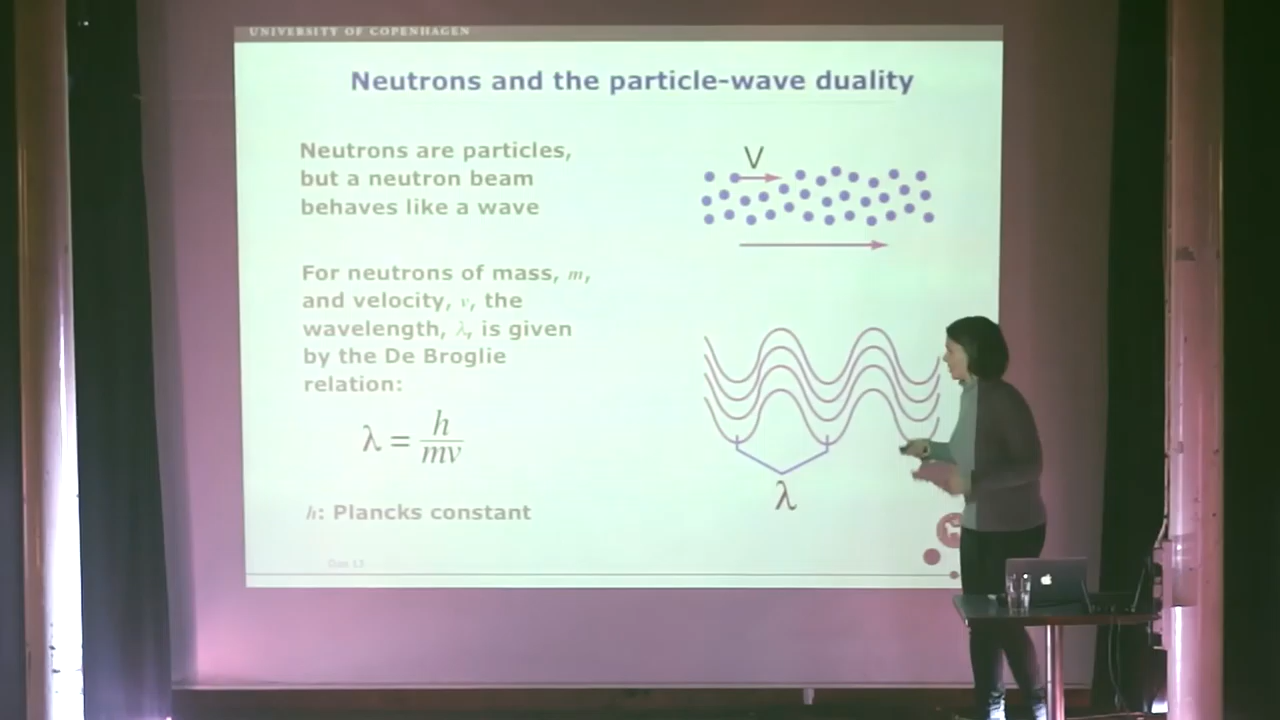 UNIVERSITY OF COPENHAGEN
Neutrons and the particle-wave duality
Neutrons are particles,
but a neutron beam
behaves like a wave
For neutrons of mass, m,
and velocity, v, the
wavelength, λ, is given
by the De Broglie
relation:
λ = h/mv
h: Plancks constant
V
λ